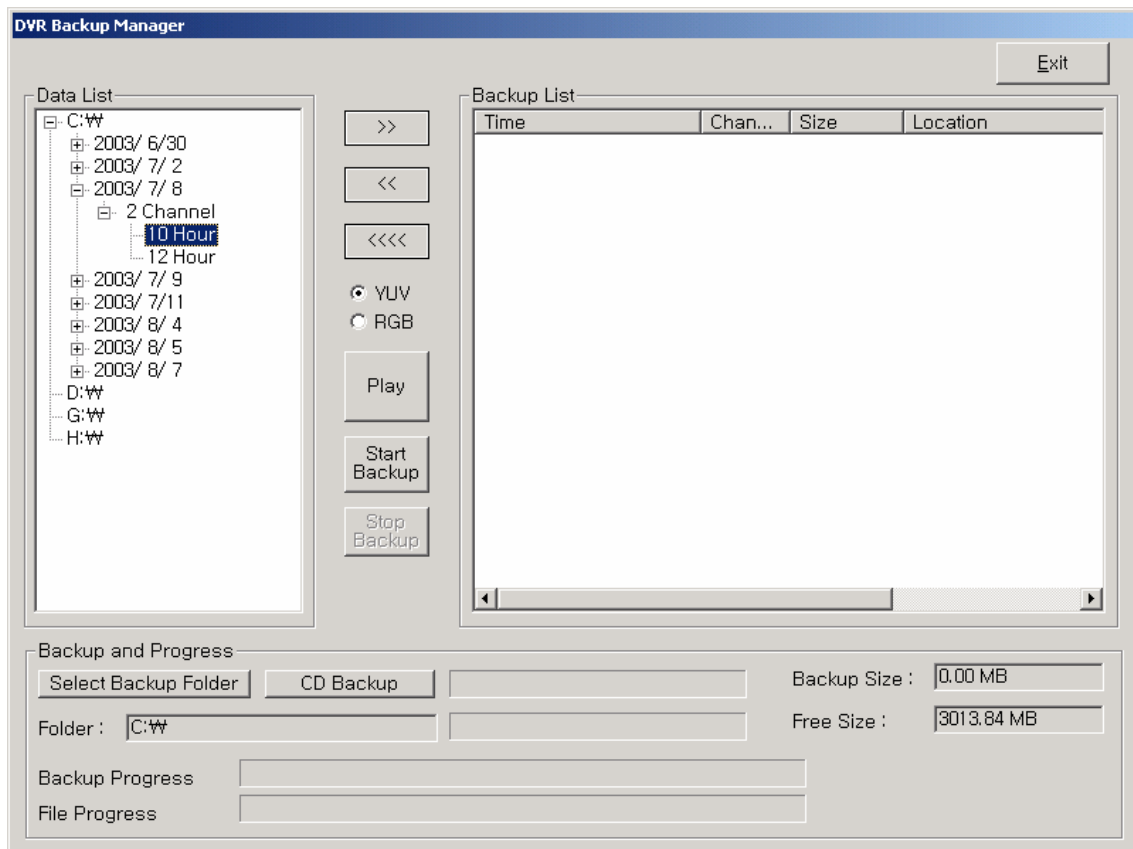 DVR Backup Manager
Exit
Data List
C:₩
2003/ 6/30
2003/ 7/ 2
2003/ 7/ 8
2 Channel
10 Hour
12 Hour
2003/ 7/ 9
2003/ 7/11
2003/ 8/ 4
2003/ 8/ 5
2003/ 8/ 7
D:₩
G:₩
H:₩
>>
<<
<<<<
YUV
RGB
Play
Start
Backup
Stop
Backup
Backup List
Time Chan... Size Location
Backup and Progress
Select Backup Folder CD Backup Backup Size : 0.00 MB
Folder : C:₩ Free Size : 3013.84 MB
Backup Progress
File Progress